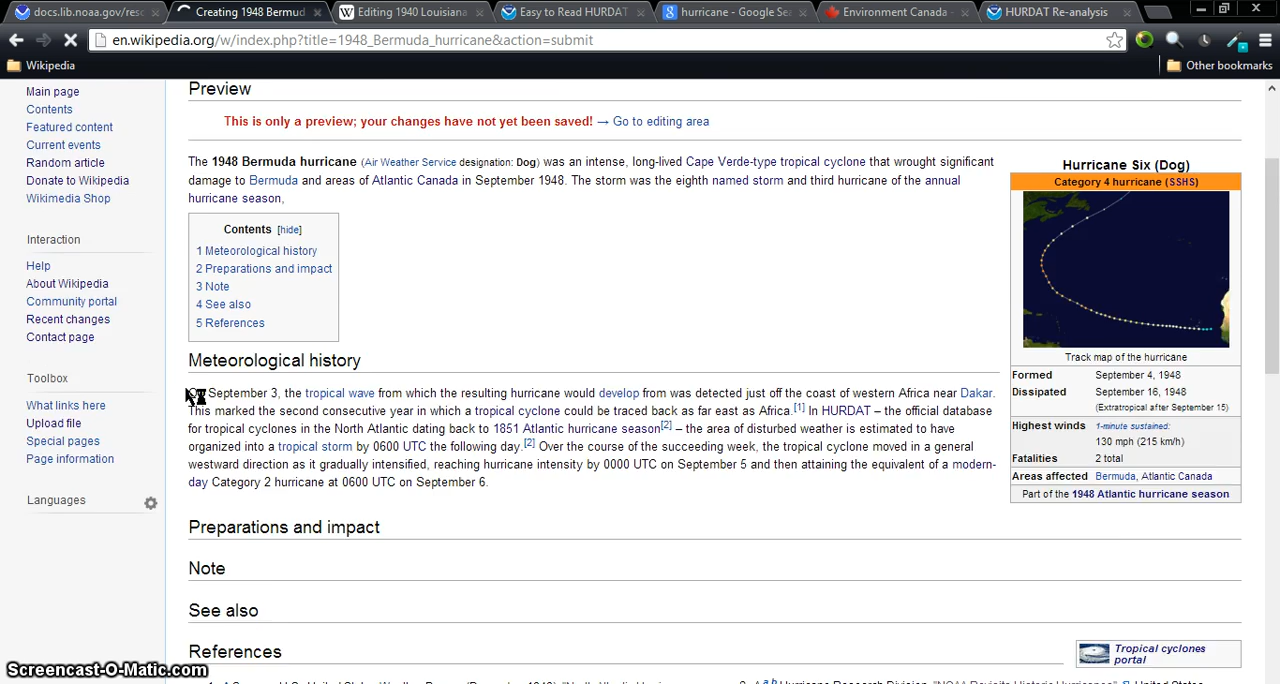 docs.lib.noaa.gov/resc
Creating 1948 Bermud
Editing 1940 Louisiana
Easy to Read HURDAT
hurricane - Google Sea
Environment Canada -
HURDAT Re-analysis
en.wikipedia.org/w/index.php?title=1948_Bermuda_hurricane&action=submit
Wikipedia
Other bookmarks
Main page
Contents
Featured content
Current events
Random article
Donate to Wikipedia
Wikimedia Shop
Interaction
Help
About Wikipedia
Community portal
Recent changes
Contact page
Toolbox
What links here
Upload file
Special pages
Page information
Languages
Preview
This is only a preview; your changes have not yet been saved! → Go to editing area
The 1948 Bermuda hurricane (Air Weather Service designation: Dog) was an intense, long-lived Cape Verde-type tropical cyclone that wrought significant
damage to Bermuda and areas of Atlantic Canada in September 1948. The storm was the eighth named storm and third hurricane of the annual
hurricane season,
Contents [hide]
1 Meteorological history
2 Preparations and impact
3 Note
4 See also
5 References
Meteorological history
On September 3, the tropical wave from which the resulting hurricane would develop from was detected just off the coast of western Africa near Dakar.
This marked the second consecutive year in which a tropical cyclone could be traced back as far east as Africa.[1] In HURDAT – the official database
for tropical cyclones in the North Atlantic dating back to 1851 Atlantic hurricane season[2] – the area of disturbed weather is estimated to have
organized into a tropical storm by 0600 UTC the following day.[2] Over the course of the succeeding week, the tropical cyclone moved in a general
westward direction as it gradually intensified, reaching hurricane intensity by 0000 UTC on September 5 and then attaining the equivalent of a modern-
day Category 2 hurricane at 0600 UTC on September 6.
Preparations and impact
Note
See also
References
Hurricane Six (Dog)
Category 4 hurricane (SSHS)
Track map of the hurricane
Formed September 4, 1948
Dissipated September 16, 1948
(Extratropical after September 15)
Highest winds 1-minute sustained:
130 mph (215 km/h)
Fatalities 2 total
Areas affected Bermuda, Atlantic Canada
Part of the 1948 Atlantic hurricane season
Tropical cyclones
portal
Screencast-O-Matic.com